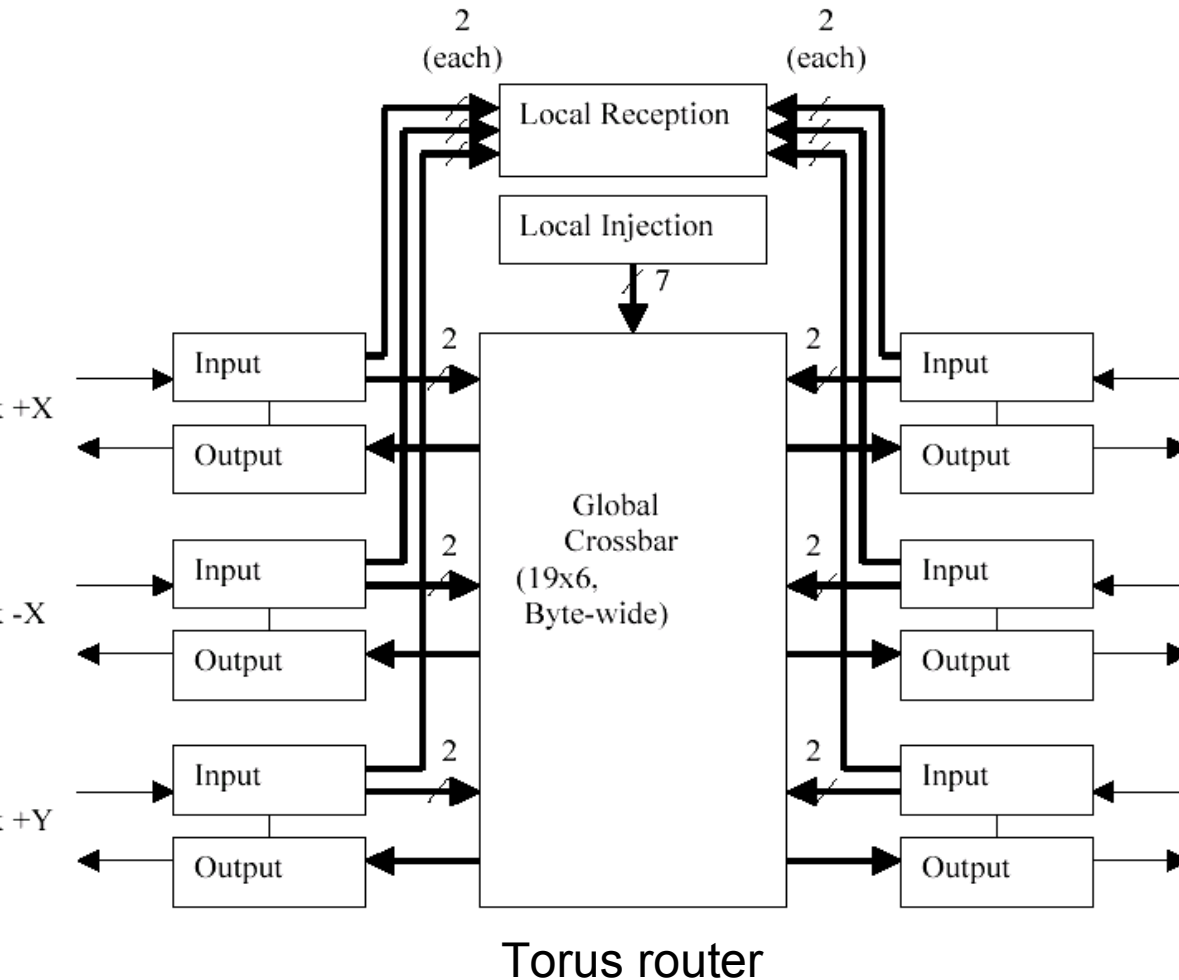 2
(each)
2
(each)
Local Reception
Local Injection
7
Input
2
+X
Output
2
Input
Output
Global
Crossbar
(19x6,
Byte-wide)
Input
2
-X
Output
2
Input
Output
Input
2
+Y
Output
2
Input
Output
Torus router